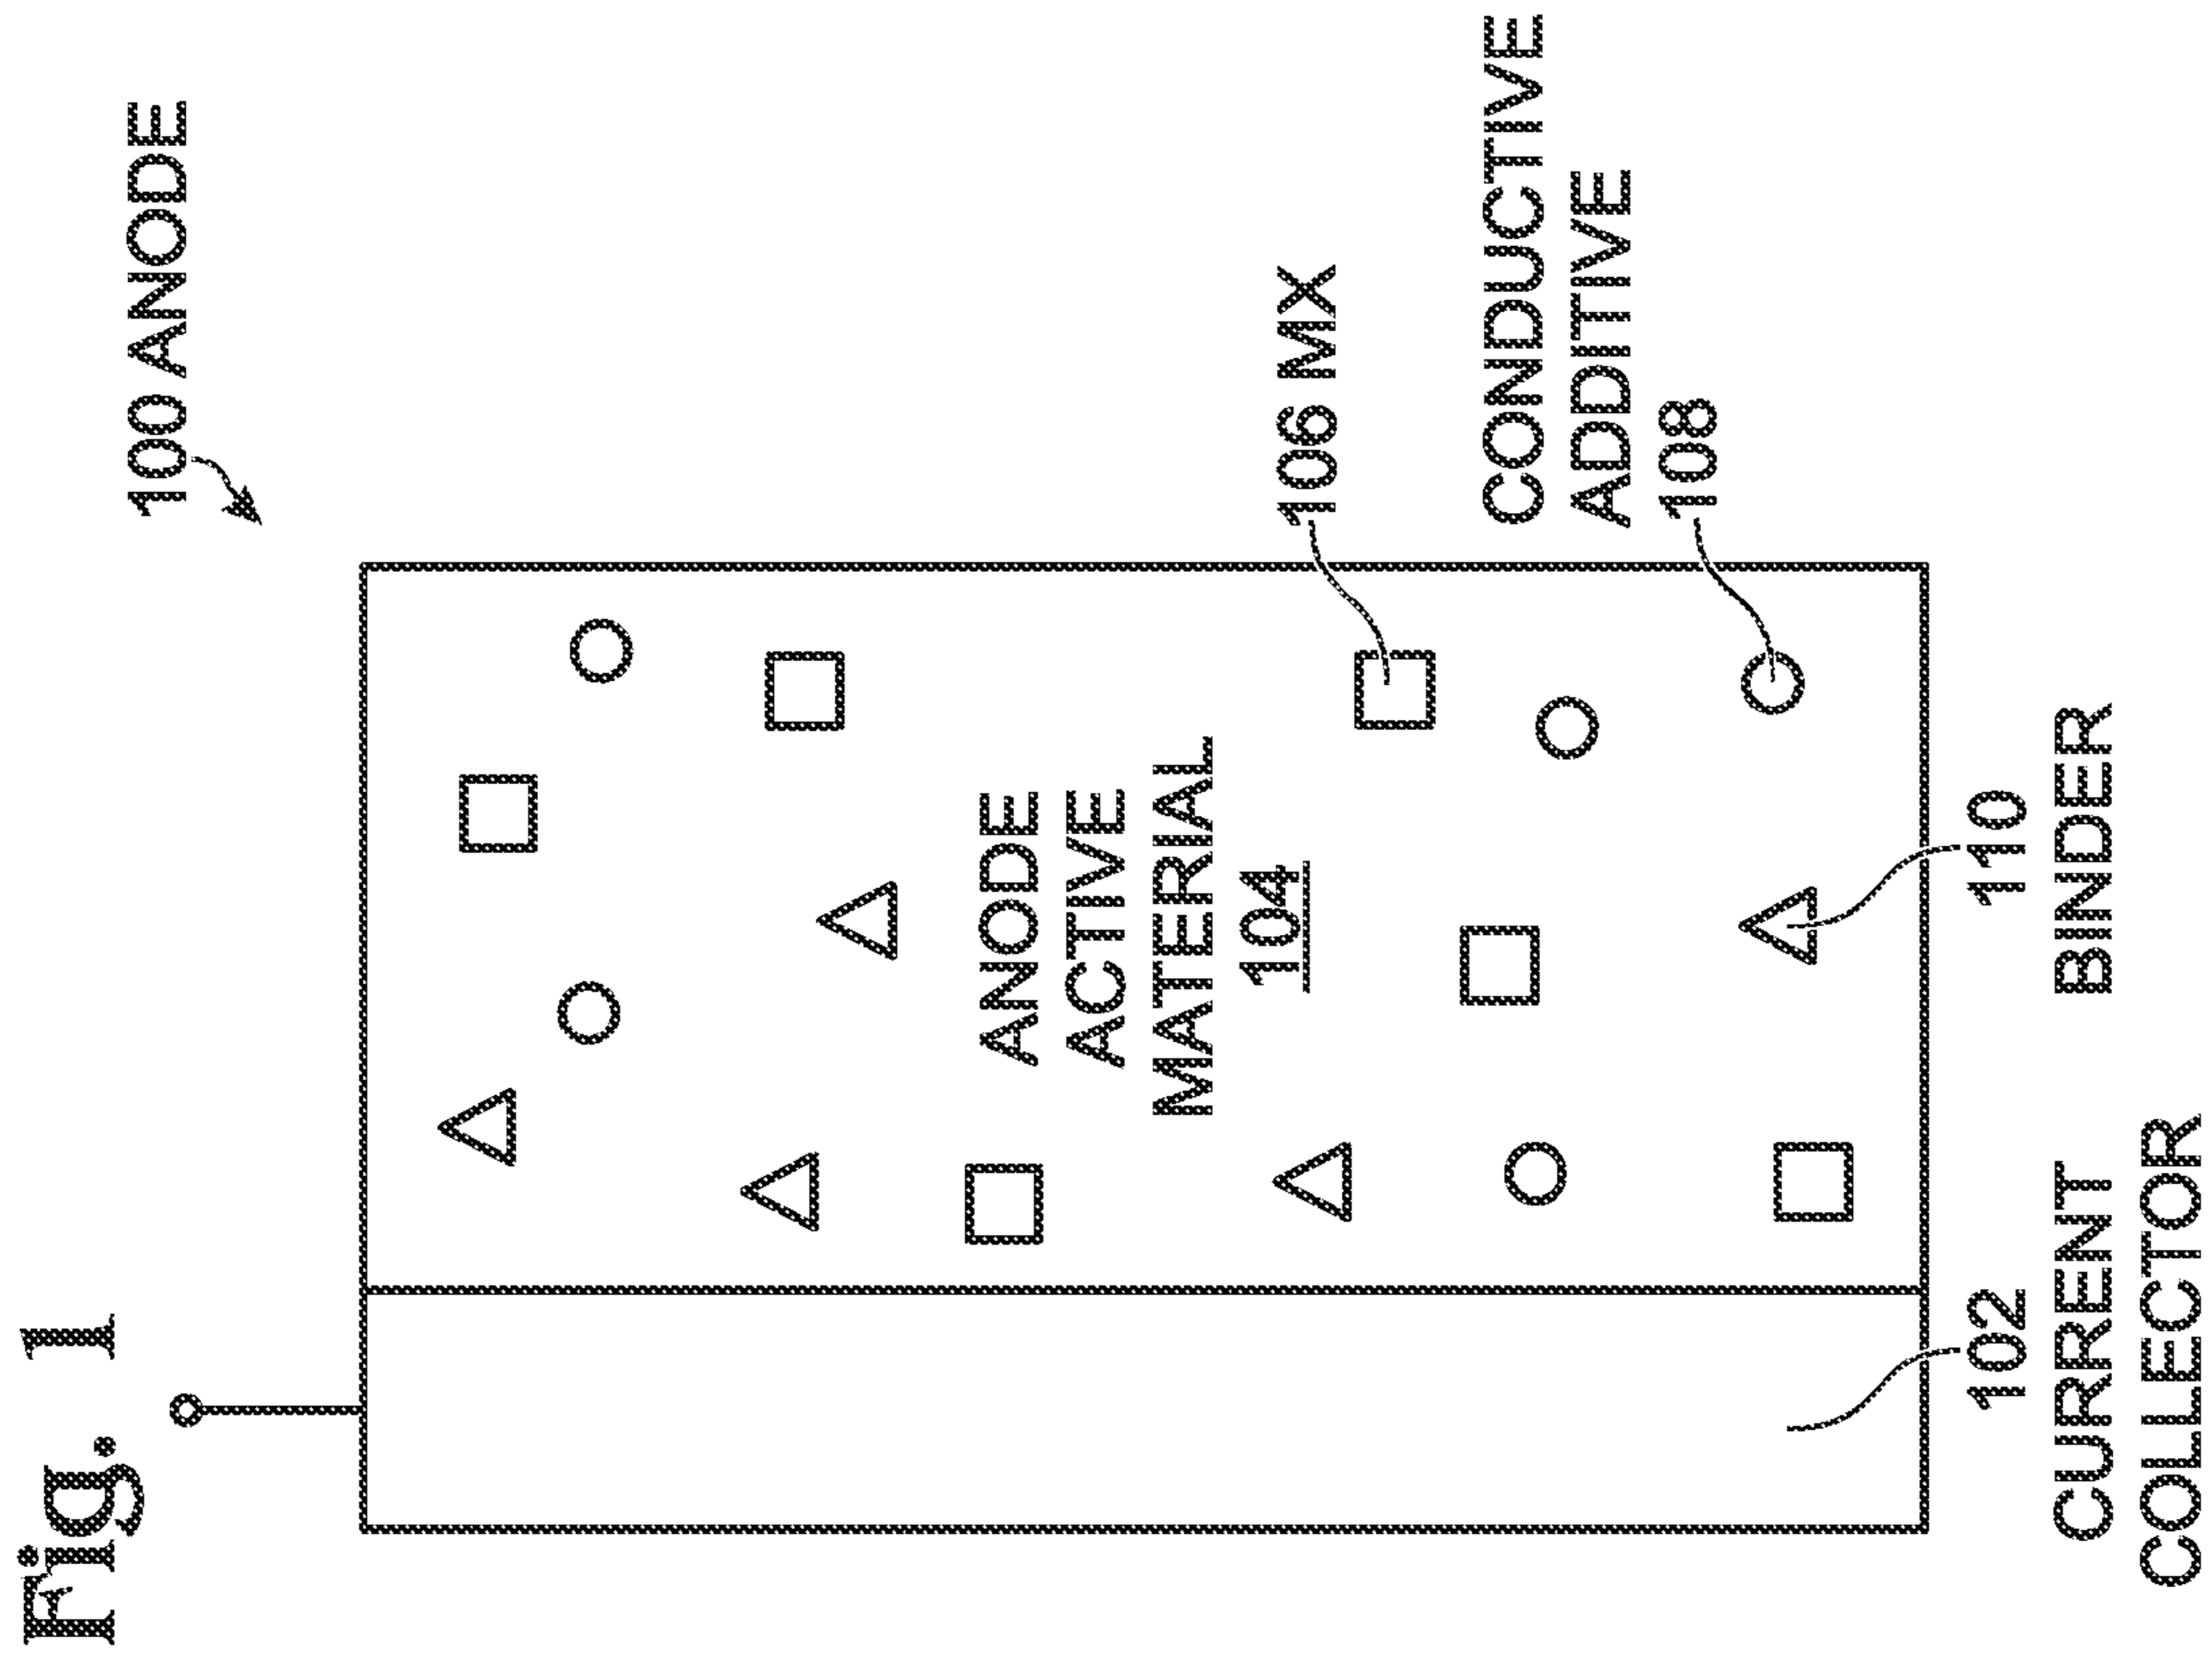 Fig. 1
100 ANODE
ANODE
ACTIVE
MATERIAL
104
106 MX
CONDUCTIVE
ADDITIVE
108
102
CURRENT
COLLECTOR
110
BINDER